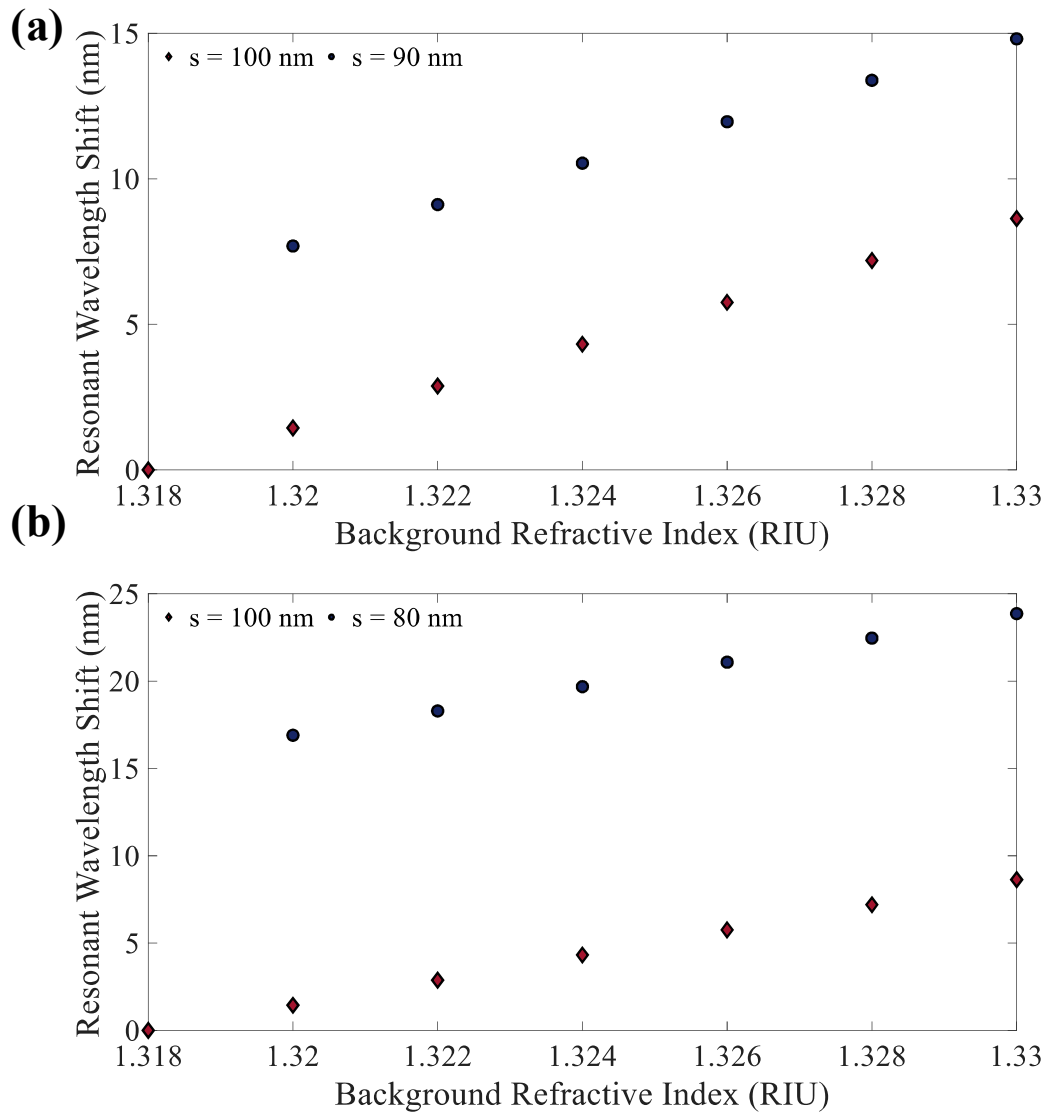 (a)
Resonant Wavelength Shift (nm)
15
10
5
0
s = 100 nm s = 90 nm
1.318 1.32 1.322 1.324 1.326 1.328 1.33
Background Refractive Index (RIU)
(b)
Resonant Wavelength Shift (nm)
25
20
15
10
5
0
s = 100 nm s = 80 nm
1.318 1.32 1.322 1.324 1.326 1.328 1.33
Background Refractive Index (RIU)